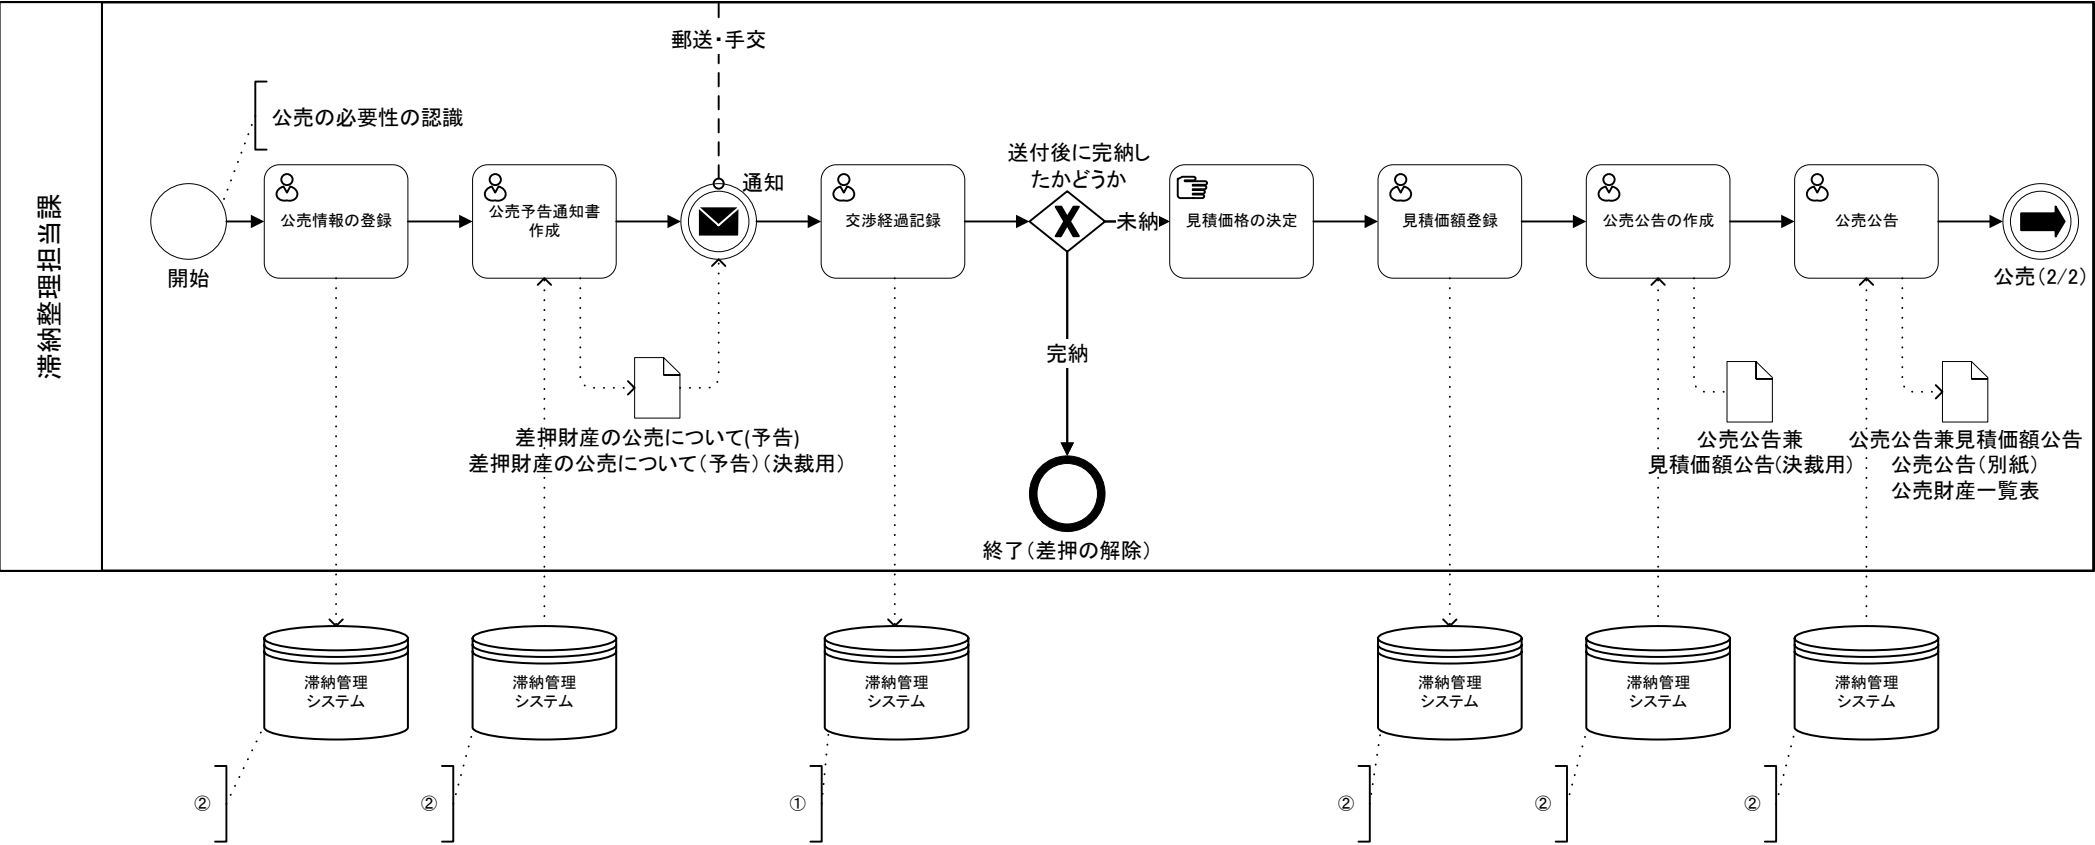 滞納整理担当課
郵送・手交
公売の必要性の認識
開始
公売情報の登録
公売予告通知書
作成
通知
交渉経過記録
送付後に完納し
たかどうか
未納
見積価格の決定
見積価額登録
公売公告の作成
公売公告
公売(2/2)
完納
終了(差押の解除)
差押財産の公売について(予告)
差押財産の公売について(予告)(決裁用)
公売公告兼
見積価額公告(決裁用)
公売公告兼見積価額公告
公売公告(別紙)
公売財産一覧表
滞納管理
システム
滞納管理
システム
滞納管理
システム
滞納管理
システム
滞納管理
システム
滞納管理
システム
②
②
①
②
②
②